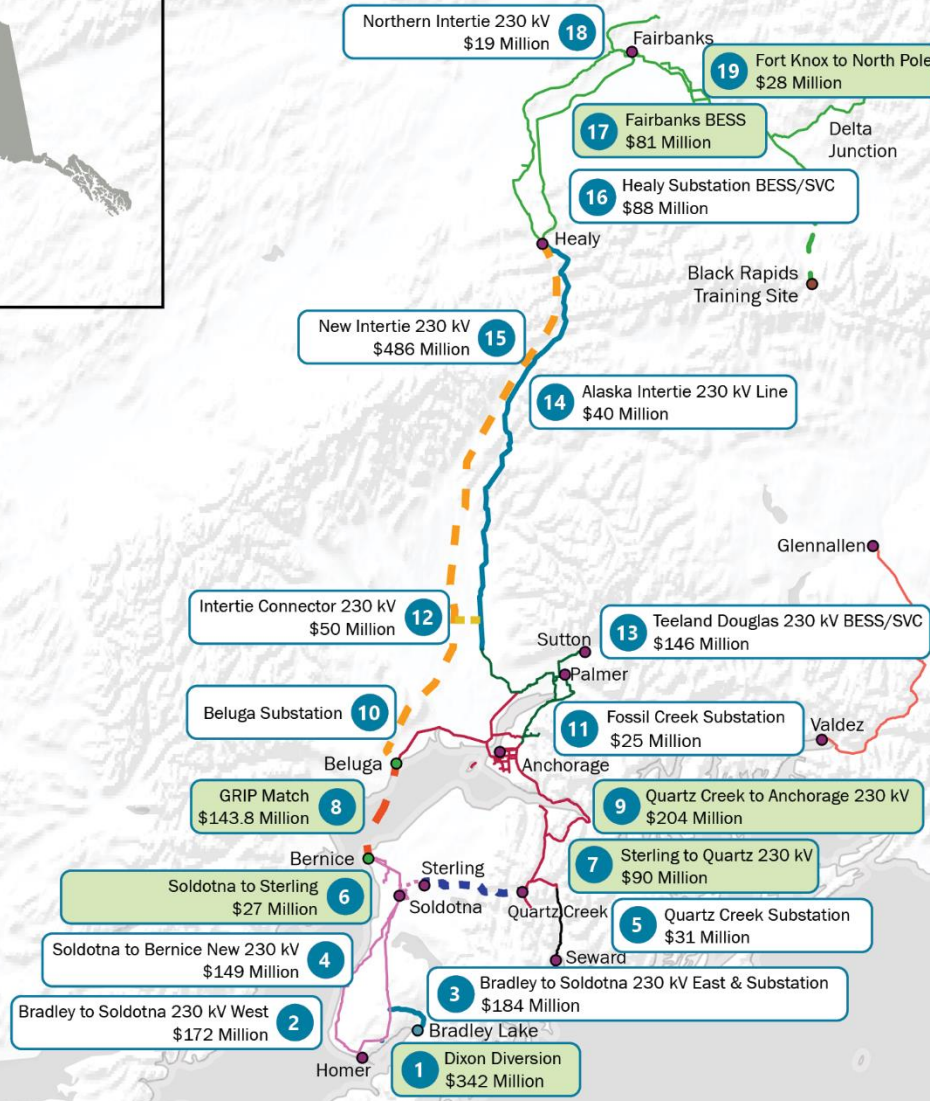 Northern Intertie 230 kV
$19 Million
18
Fairbanks
19
Fort Knox to North Pole
$28 Million
17
Fairbanks BESS
$81 Million
Delta
Junction
16
Healy Substation BESS/SVC
$88 Million
Healy
Black Rapids
Training Site
New Intertie 230 kV
$486 Million
15
14
Alaska Intertie 230 kV Line
$40 Million
Glennallen
Intertie Connector 230 kV
$50 Million
12
Sutton
13
Teeland Douglas 230 kV BESS/SVC
$146 Million
Palmer
Beluga Substation
10
11
Fossil Creek Substation
$25 Million
Valdez
Beluga
Anchorage
GRIP Match
$143.8 Million
8
9
Quartz Creek to Anchorage 230 kV
$204 Million
Bernice
Sterling
7
Sterling to Quartz 230 kV
$90 Million
Soldotna to Sterling
$27 Million
6
Soldotna
Quartz Creek
5
Quartz Creek Substation
$31 Million
Soldotna to Bernice New 230 kV
$149 Million
4
Seward
3
Bradley to Soldotna 230 kV East & Substation
$184 Million
Bradley to Soldotna 230 kV West
$172 Million
2
Bradley Lake
Homer
1
Dixon Diversion
$342 Million